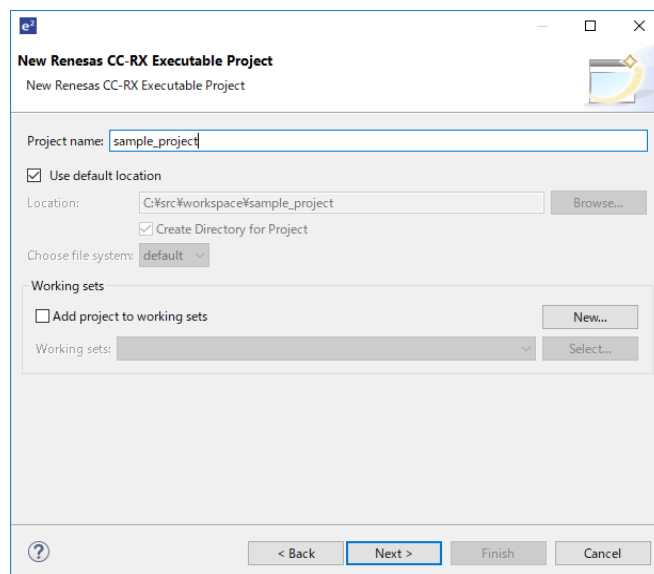 e²
New Renesas CC-RX Executable Project
New Renesas CC-RX Executable Project
Project name: sample_project
Use default location
Location: C:¥src¥workspace¥sample_project Browse...
Create Directory for Project
Choose file system: default
Working sets
Add project to working sets New...
Working sets: Select...
? < Back Next > Finish Cancel